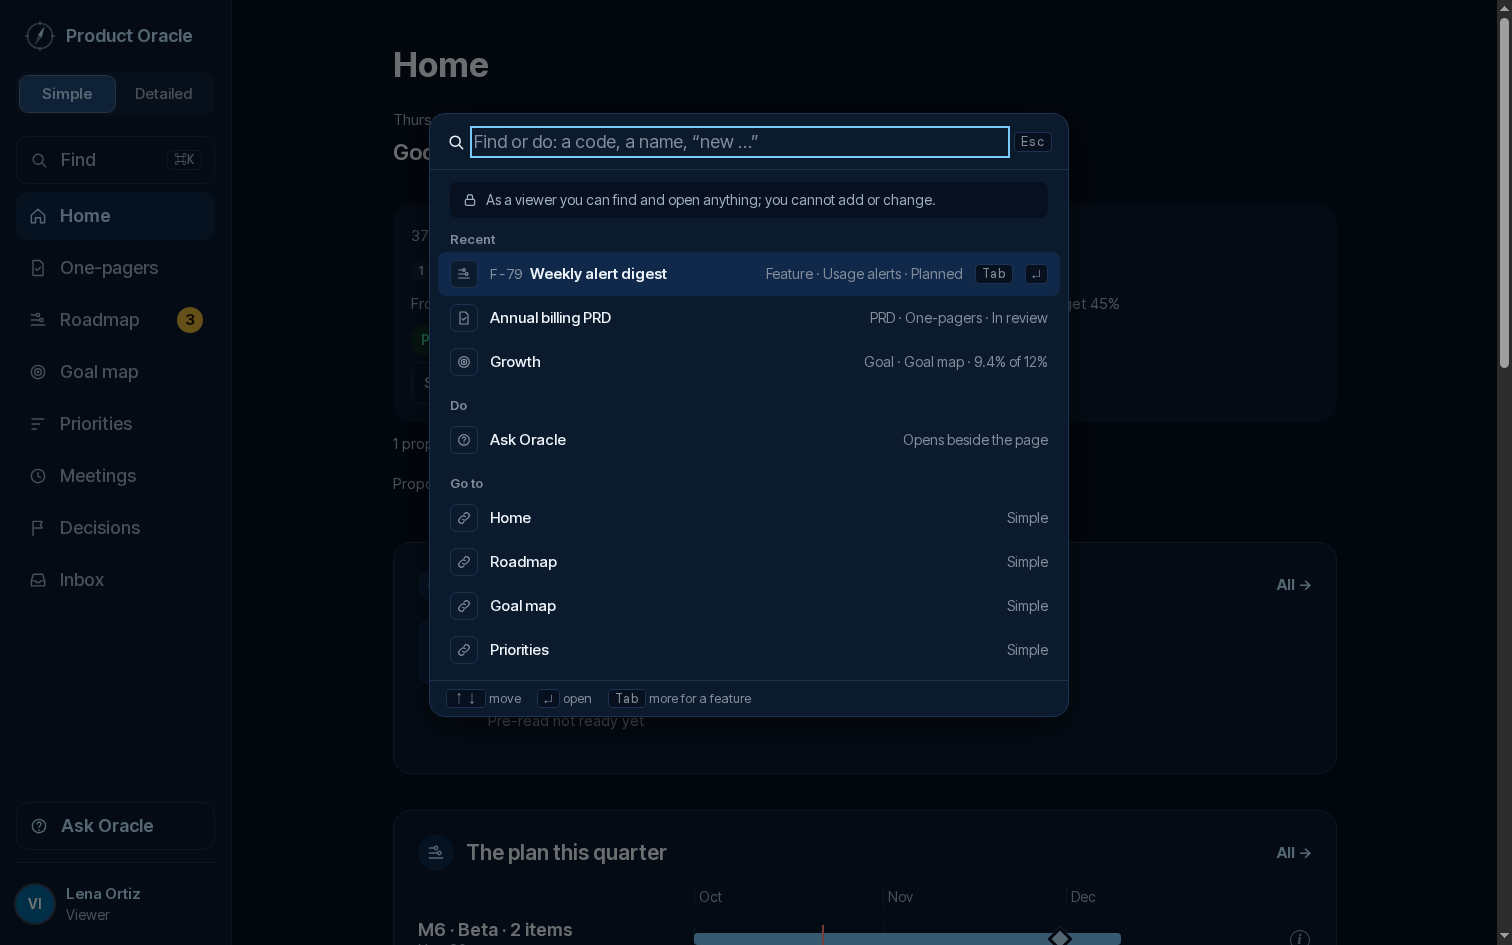 Product Oracle
Simple Detailed
Find ⌘K
Home
One-pagers
Roadmap 3
Goal map
Priorities
Meetings
Decisions
Inbox
Ask Oracle
VI Lena Ortiz
Viewer
Home
Find or do: a code, a name, “new …” Esc
As a viewer you can find and open anything; you cannot add or change.
Recent
F-79 Weekly alert digest Feature · Usage alerts · Planned Tab ↵
Annual billing PRD PRD · One-pagers · In review
Growth Goal · Goal map · 9.4% of 12%
Do
Ask Oracle Opens beside the page
Go to
Home Simple
Roadmap Simple
Goal map Simple
Priorities Simple
↑ ↓ move ↵ open Tab more for a feature
37
1
45%
1
All →
Pre-read not ready yet
The plan this quarter All →
Oct Nov Dec
M6 · Beta · 2 items